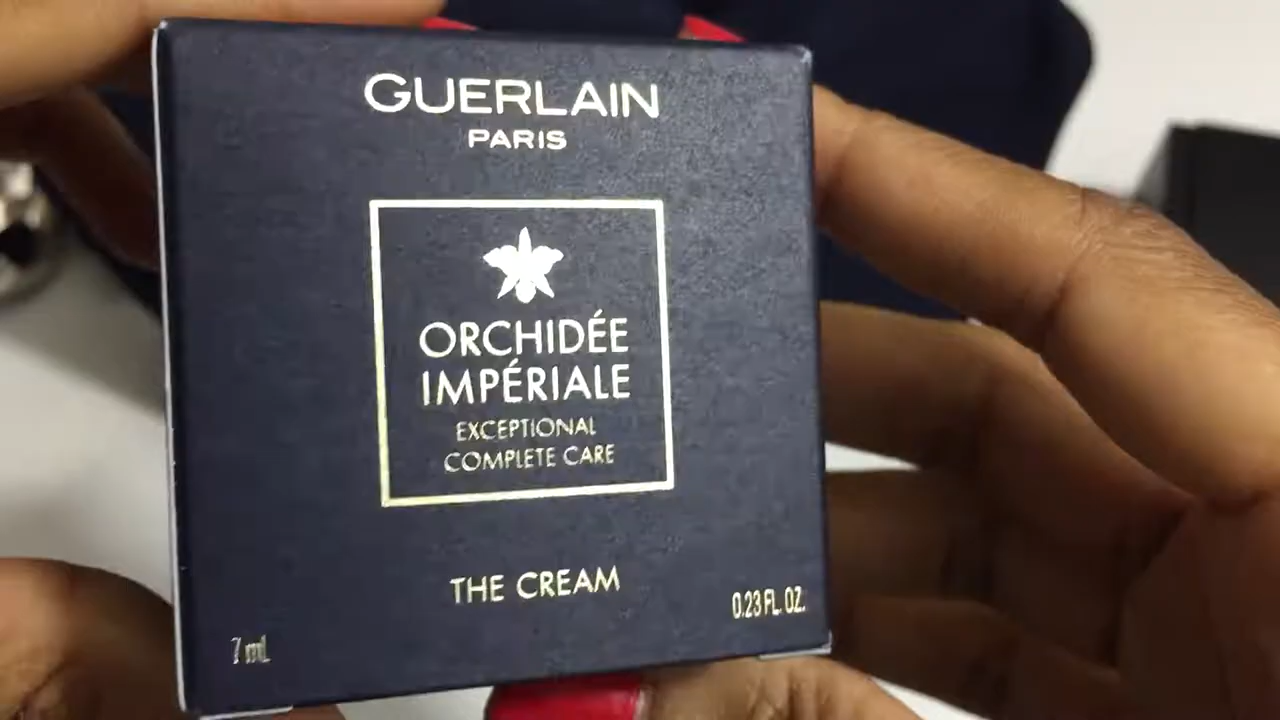 GUERLAIN
PARIS
ORCHIDÉE
IMPÉRIALE
EXCEPTIONAL
COMPLETE CARE
THE CREAM
0.23 FL. OZ.
7 mL